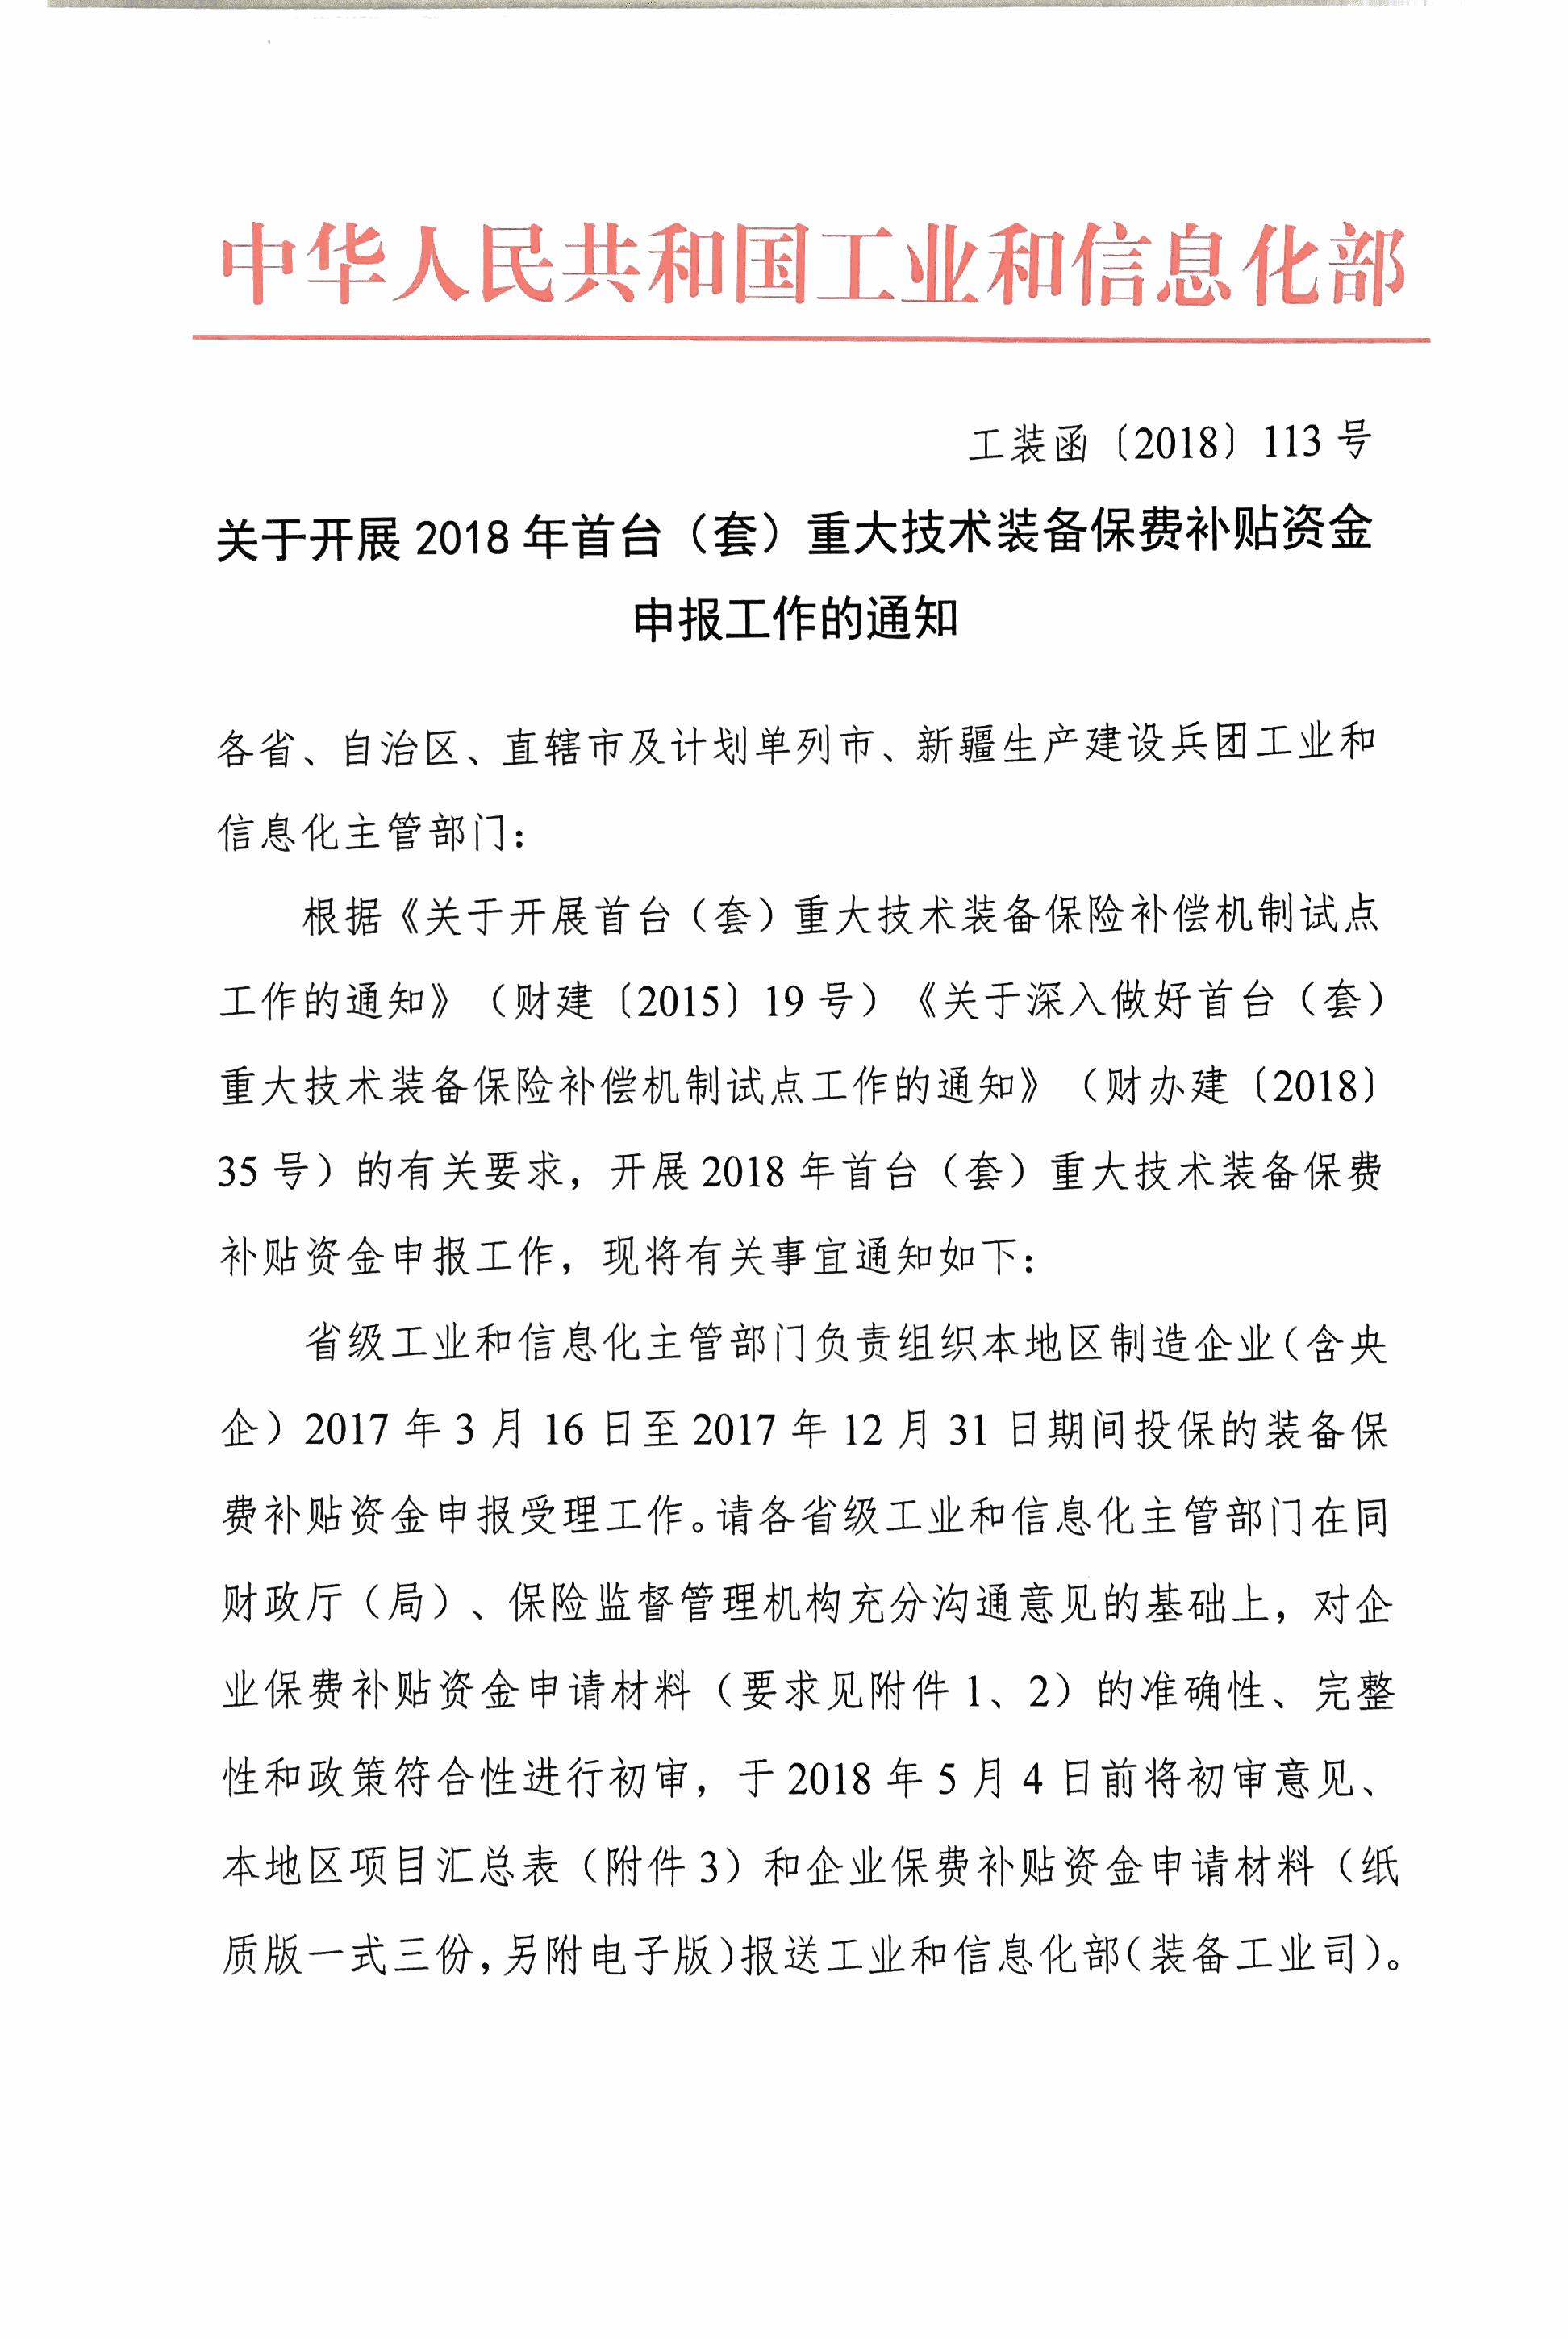 中华人民共和国工业和信息化部
工装函〔2018〕113号
关于开展2018年首台（套）重大技术装备保费补贴资金
申报工作的通知
各省、自治区、直辖市及计划单列市、新疆生产建设兵团工业和
信息化主管部门：
根据《关于开展首台（套）重大技术装备保险补偿机制试点
工作的通知》（财建〔2015〕19号）《关于深入做好首台（套）
重大技术装备保险补偿机制试点工作的通知》（财办建〔2018〕
35号）的有关要求，开展2018年首台（套）重大技术装备保费
补贴资金申报工作，现将有关事宜通知如下：
省级工业和信息化主管部门负责组织本地区制造企业（含央
企）2017年3月16日至2017年12月31日期间投保的装备保
费补贴资金申报受理工作。请各省级工业和信息化主管部门在同
财政厅（局）、保险监督管理机构充分沟通意见的基础上，对企
业保费补贴资金申请材料（要求见附件1、2）的准确性、完整
性和政策符合性进行初审，于2018年5月4日前将初审意见、
本地区项目汇总表（附件3）和企业保费补贴资金申请材料（纸
质版一式三份，另附电子版）报送工业和信息化部（装备工业司）。